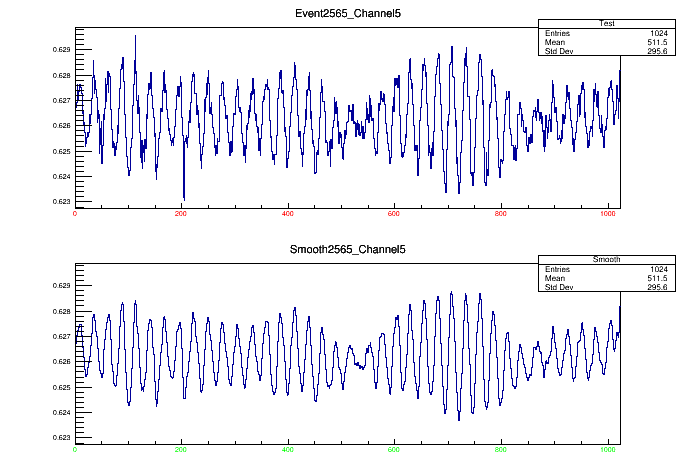 Event2565_Channel5
Test
Entries 1024
Mean 511.5
Std Dev 295.6
0.629
0.628
0.627
0.626
0.625
0.624
0.623
0 200 400 600 800 1000
Smooth2565_Channel5
Smooth
Entries 1024
Mean 511.5
Std Dev 295.6
0.629
0.628
0.627
0.626
0.625
0.624
0.623
0 200 400 600 800 1000